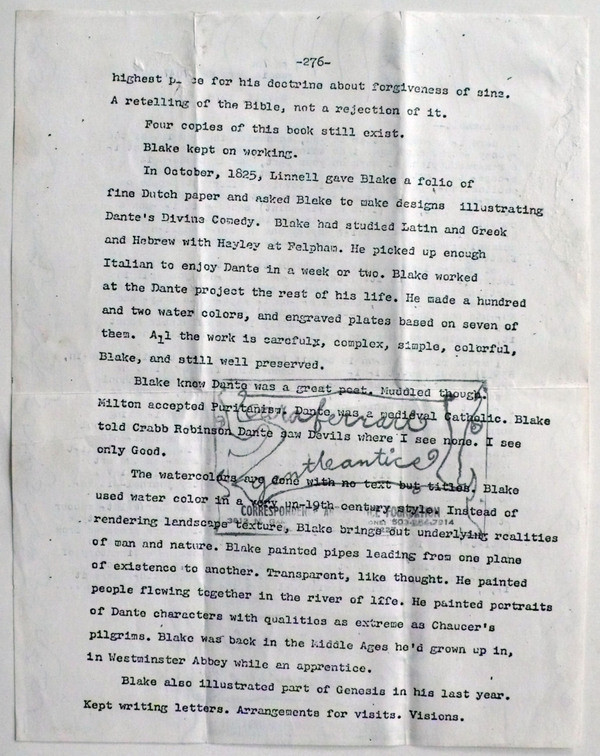 -276-
highest for his doctrine about forgiveness of sins.
A retelling of the Bible, not a rejection of it.
Four copies of this book still exist.
Blake kept on working.
In October, 1825, Linnell gave Blake a folio of
fine Dutch paper and asked Blake to make designs illustrating
Dante's Divine Comedy. Blake had studied Latin and Greek
and Hebrew with Hayley at Felpham. He picked up enough
Italian to enjoy Dante in a week or two. Blake worked
at the Dante project the rest of his life. He made a hundred
and two water colors, and engraved plates based on seven of
them. All the work is carefuly, complex, simple, colorful,
Blake, and still well preserved.
Blake knew Dante was a great poet. Muddled though.
Milton accepted Puritanism. Dante was a medieval Catholic. Blake
told Crabb Robinson Dante saw Devils where I see none. I see
only Good.
The watercolors are done with no text but titles. Blake
used water color in a very un-19th century style. Instead of
rendering landscape texture, Blake brings out underlying realities
of man and nature. Blake painted pipes leading from one plane
of existence to another. Transparent, like thought. He painted
people flowing together in the river of life. He painted portraits
of Dante characters with qualities as extreme as Chaucer's
pilgrims. Blake was back in the Middle Ages he'd grown up in,
in Westminster Abbey while an apprentice.
Blake also illustrated part of Genesis in his last year.
Kept writing letters. Arrangements for visits. Visions.